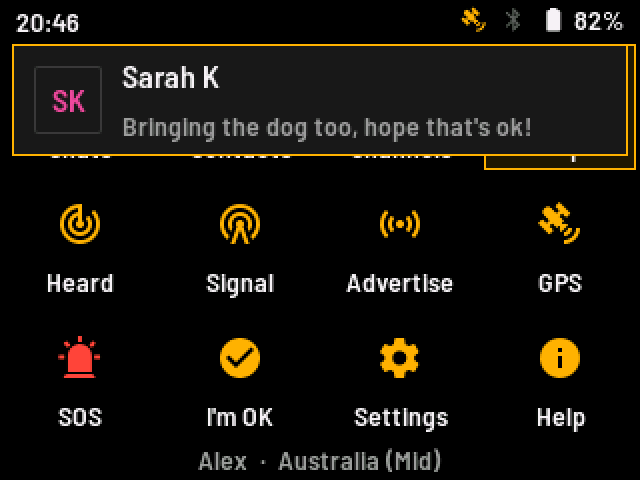 20:46
82%
SK
Sarah K
Bringing the dog too, hope that's ok!
Heard
Signal
Advertise
GPS
SOS
I'm OK
Settings
Help
Alex · Australia (Mid)